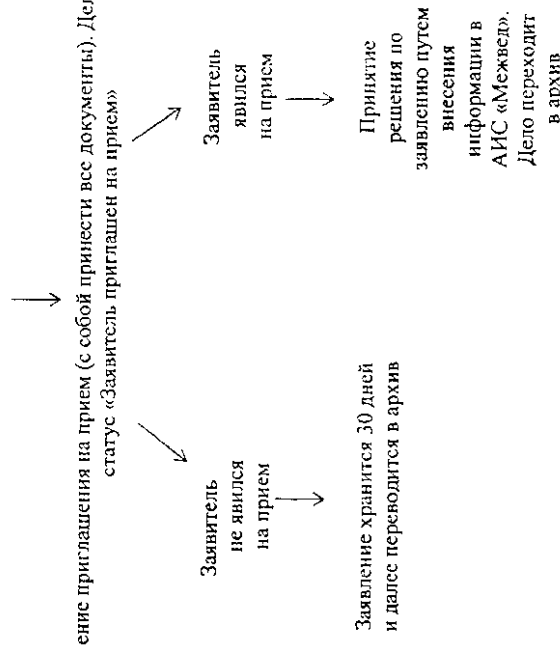 ение приглашения на прием (с собой принести все документы). Дел
статус «Заявитель приглашен на прием»
Заявитель
не явился
на прием
Заявление хранится 30 дней
и далее переводится в архив
Заявитель
явился
на прием
Принятие
решения по
заявлению путем
внесения
информации в
АИС «Межвед».
Дело переходит
в архив